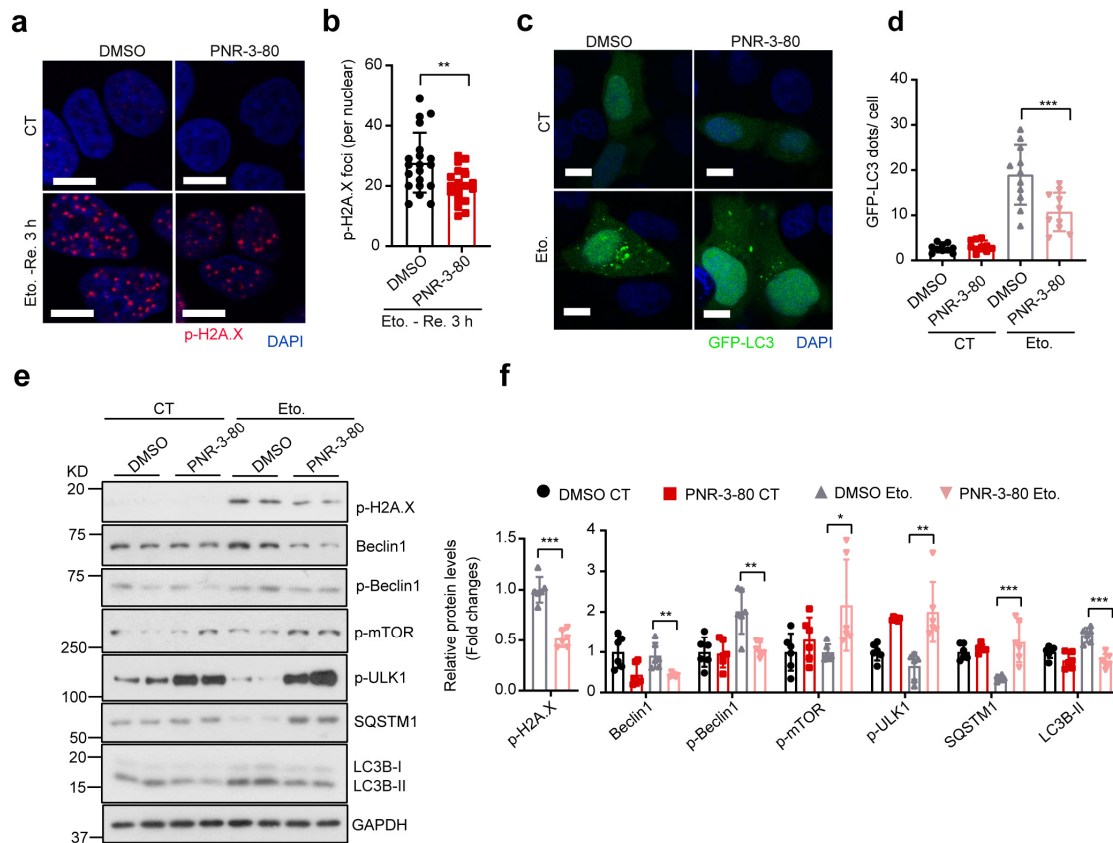 a
DMSO
PNR-3-80
CT
Eto. -Re. 3 h
p-H2A.X
DAPI
b
p-H2A.X foci (per nuclear)
60
40
20
0
**
DMSO
PNR-3-80
Eto. - Re. 3 h
c
DMSO
PNR-3-80
CT
Eto.
GFP-LC3
DAPI
d
GFP-LC3 dots/ cell
40
30
20
10
0
***
DMSO
PNR-3-80
DMSO
PNR-3-80
CT
Eto.
e
CT
Eto.
DMSO
PNR-3-80
DMSO
PNR-3-80
KD
20
p-H2A.X
75
Beclin1
75
p-Beclin1
p-mTOR
250
p-ULK1
100
SQSTM1
50
20
LC3B-I
15
LC3B-II
GAPDH
37
f
DMSO CT
PNR-3-80 CT
DMSO Eto.
PNR-3-80 Eto.
Relative protein levels
(Fold changes)
1.5
1.0
0.5
0.0
***
p-H2A.X
4
3
2
1
0
**
**
*
**
***
***
Beclin1
p-Beclin1
p-mTOR
p-ULK1
SQSTM1
LC3B-II